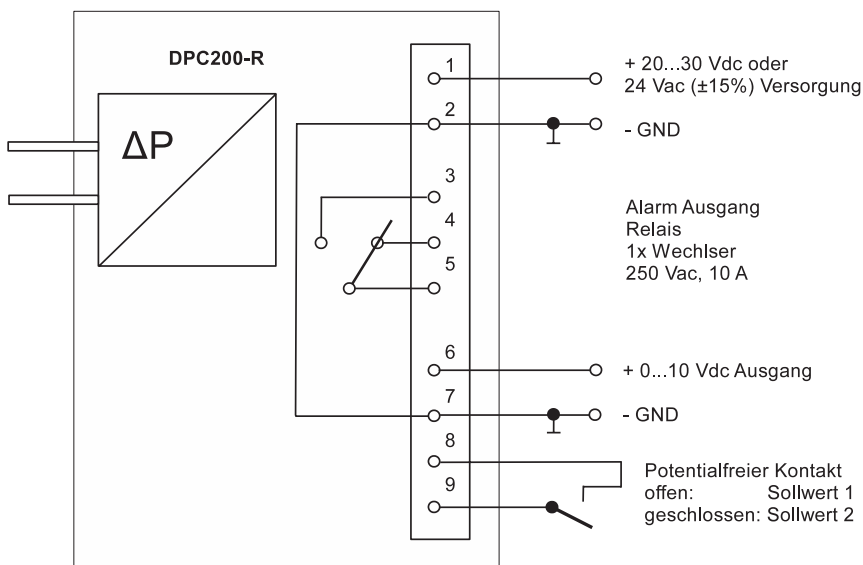 DPC200-R
ΔP
1
+ 20...30 Vdc oder
24 Vac (±15%) Versorgung
2
- GND
3
4
5
Alarm Ausgang
Relais
1x Wechlser
250 Vac, 10 A
6
+ 0...10 Vdc Ausgang
7
- GND
8
9
Potentialfreier Kontakt
offen: Sollwert 1
geschlossen: Sollwert 2